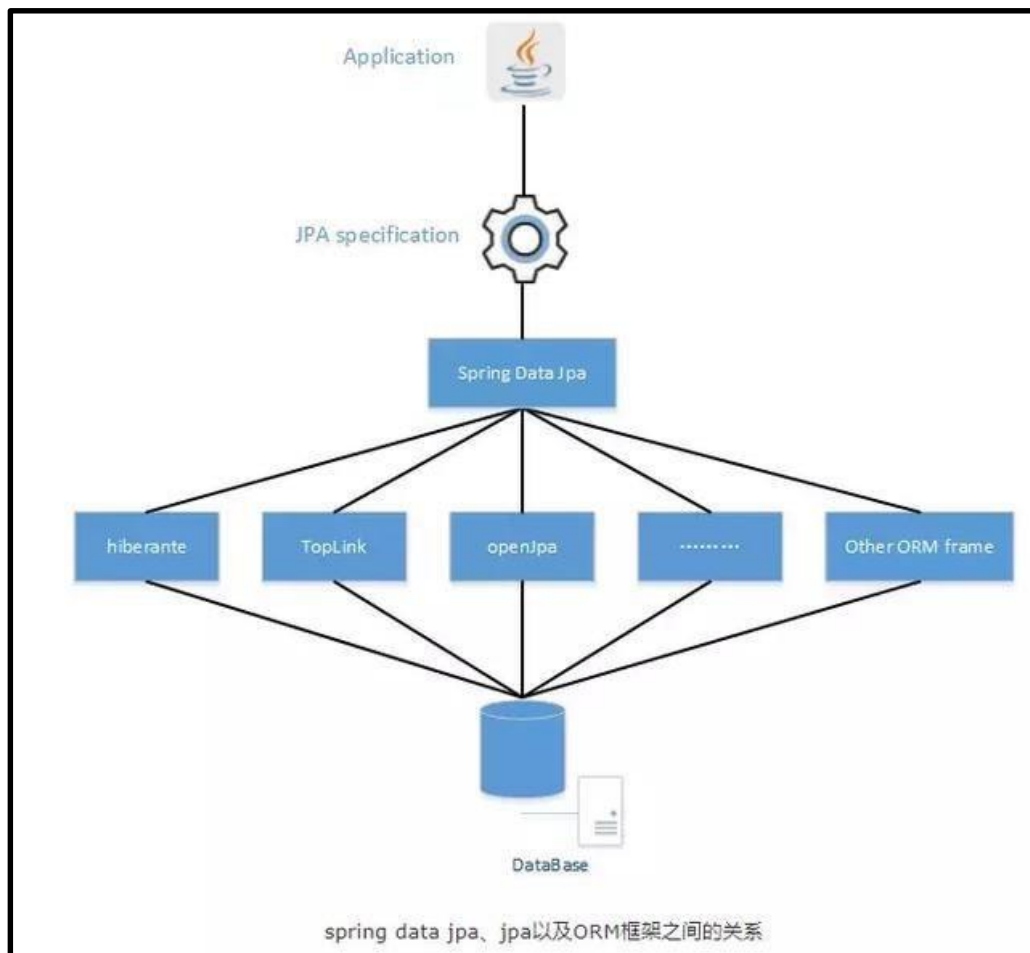 Application
JPA specification
Spring Data Jpa
hiberante
TopLink
openJpa
………
Other ORM frame
DataBase
spring data jpa、jpa以及ORM框架之间的关系